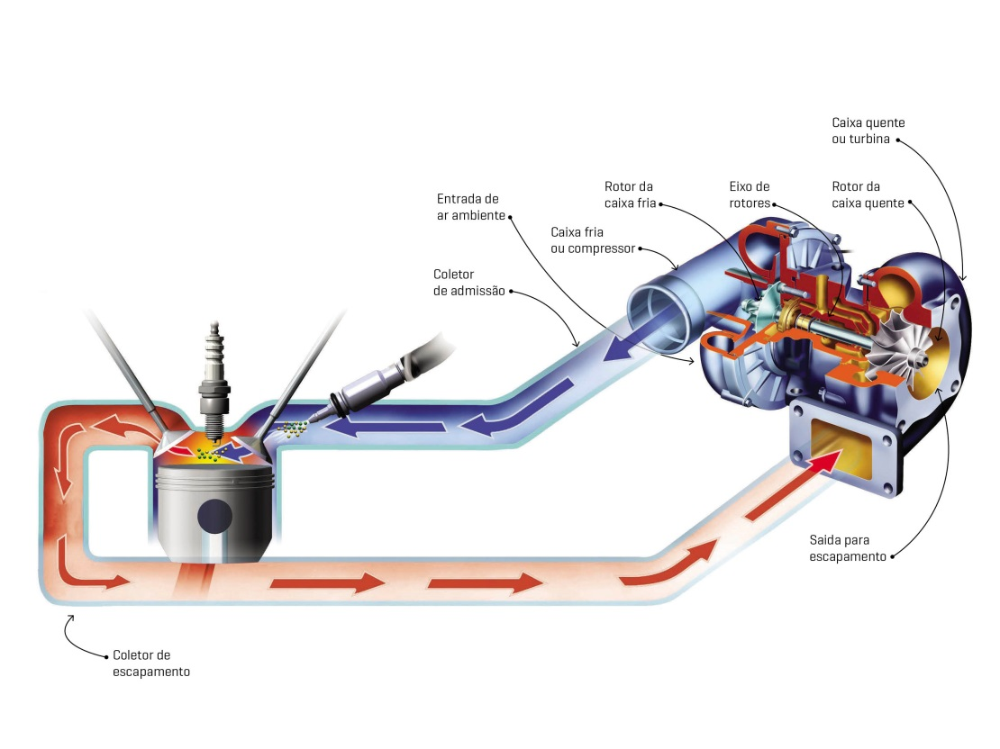 Caixa quente
ou turbina
Rotor da
caixa fria
Eixo de
rotores
Rotor da
caixa quente
Entrada de
ar ambiente
Caixa fria
ou compressor
Coletor
de admissão
Saida para
escapamento
Coletor de
escapamento